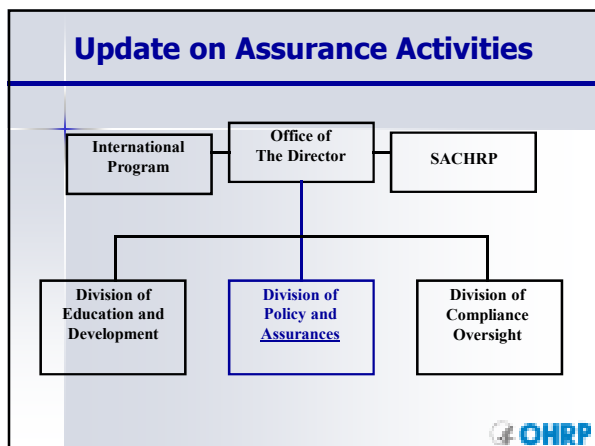 Update on Assurance Activities
International
Program
Office of
The Director
SACHRP
Division of
Education and
Development
Division of
Policy and
Assurances
Division of
Compliance
Oversight
OHRP